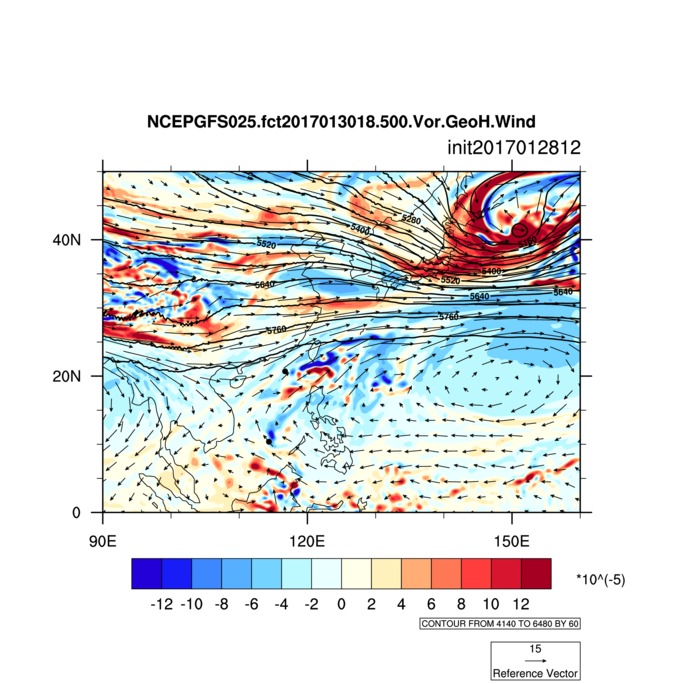 NCEPGFS025.fct2017013018.500.Vor.GeoH.Wind
init2017012812
5280
5400
40N
5520
5400
5640
5520
5640
5640
5760
5760
20N
0
90E 120E 150E
*10^(-5)
-12 -10 -8 -6 -4 -2 0 2 4 6 8 10 12
CONTOUR FROM 4140 TO 6480 BY 60
15
Reference Vector